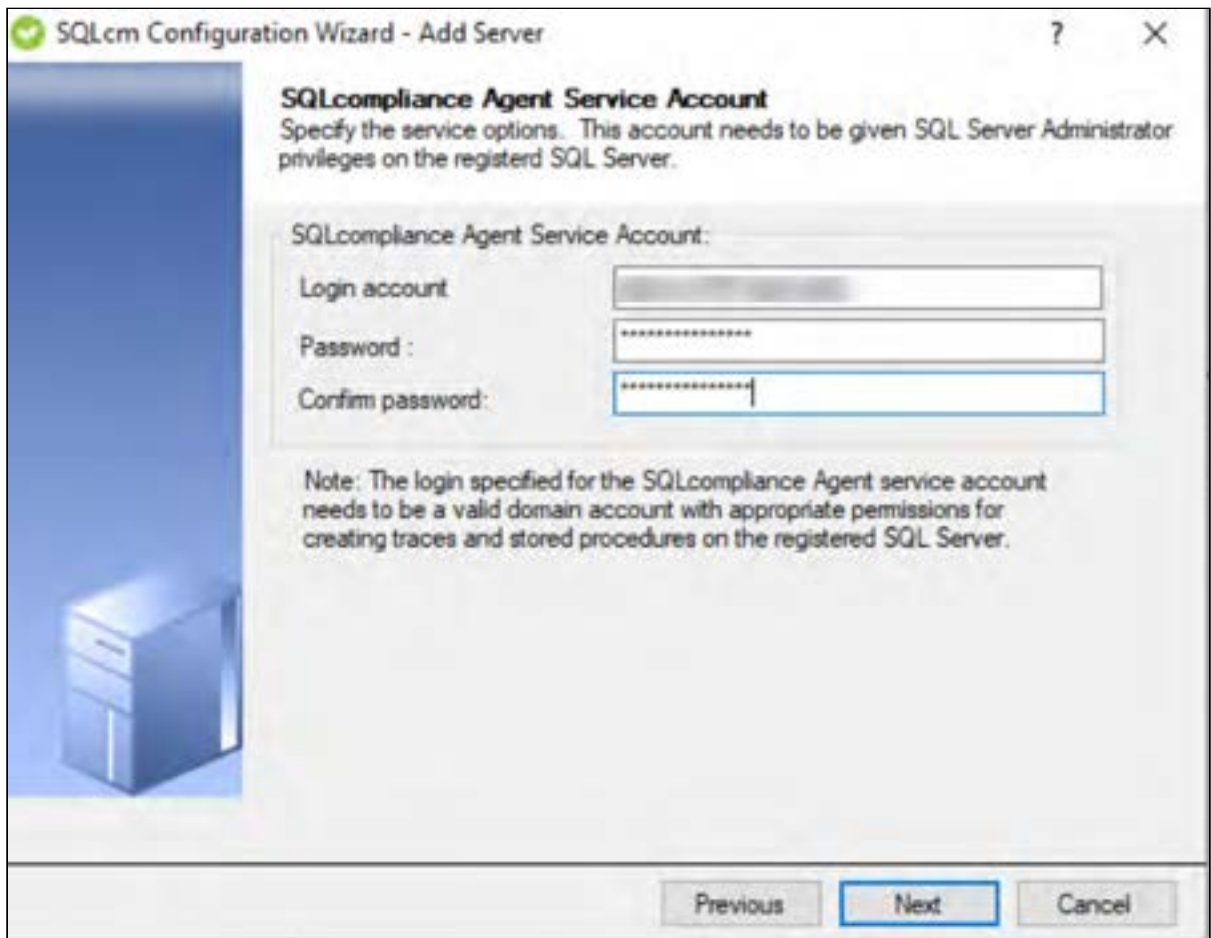 SQLcm Configuration Wizard - Add Server
?
SQLcompliance Agent Service Account
Specify the service options. This account needs to be given SQL Server Administrator
privileges on the registerd SQL Server.
SQLcompliance Agent Service Account:
Login account
Password :
***************
Confirm password:
***************
Note: The login specified for the SQLcompliance Agent service account
needs to be a valid domain account with appropriate permissions for
creating traces and stored procedures on the registered SQL Server.
Previous
Next
Cancel